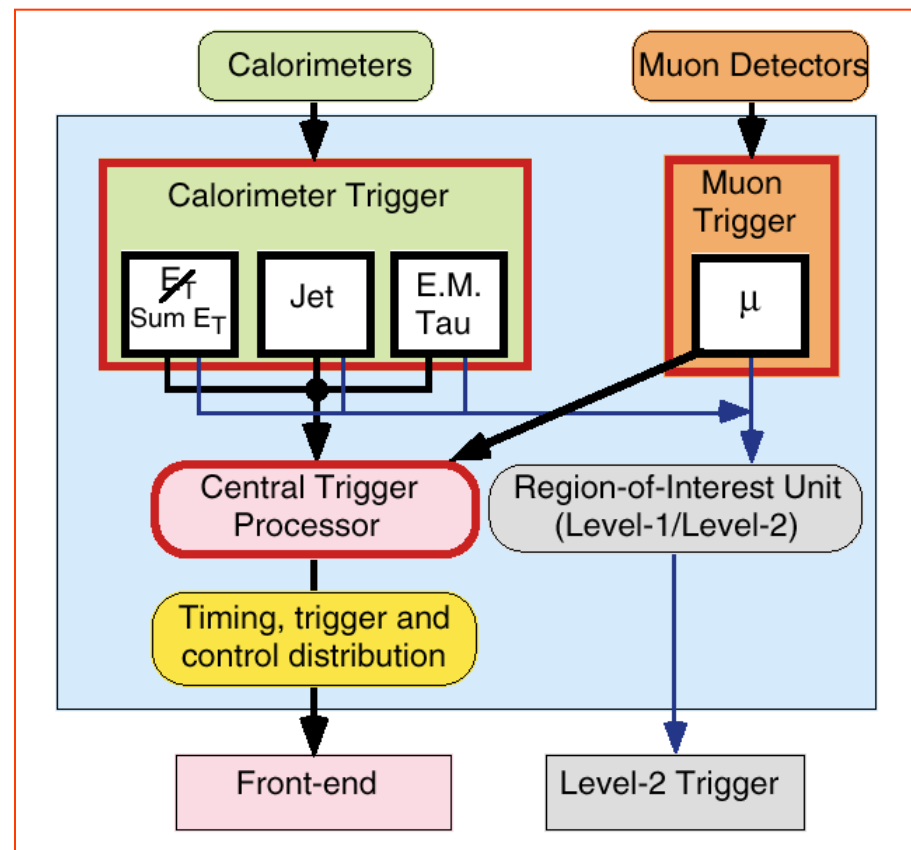 Calorimeters
Muon Detectors
Calorimeter Trigger
Muon
Trigger
E̸T
Sum ET
Jet
E.M.
Tau
μ
Central Trigger
Processor
Region-of-Interest Unit
(Level-1/Level-2)
Timing, trigger and
control distribution
Front-end
Level-2 Trigger